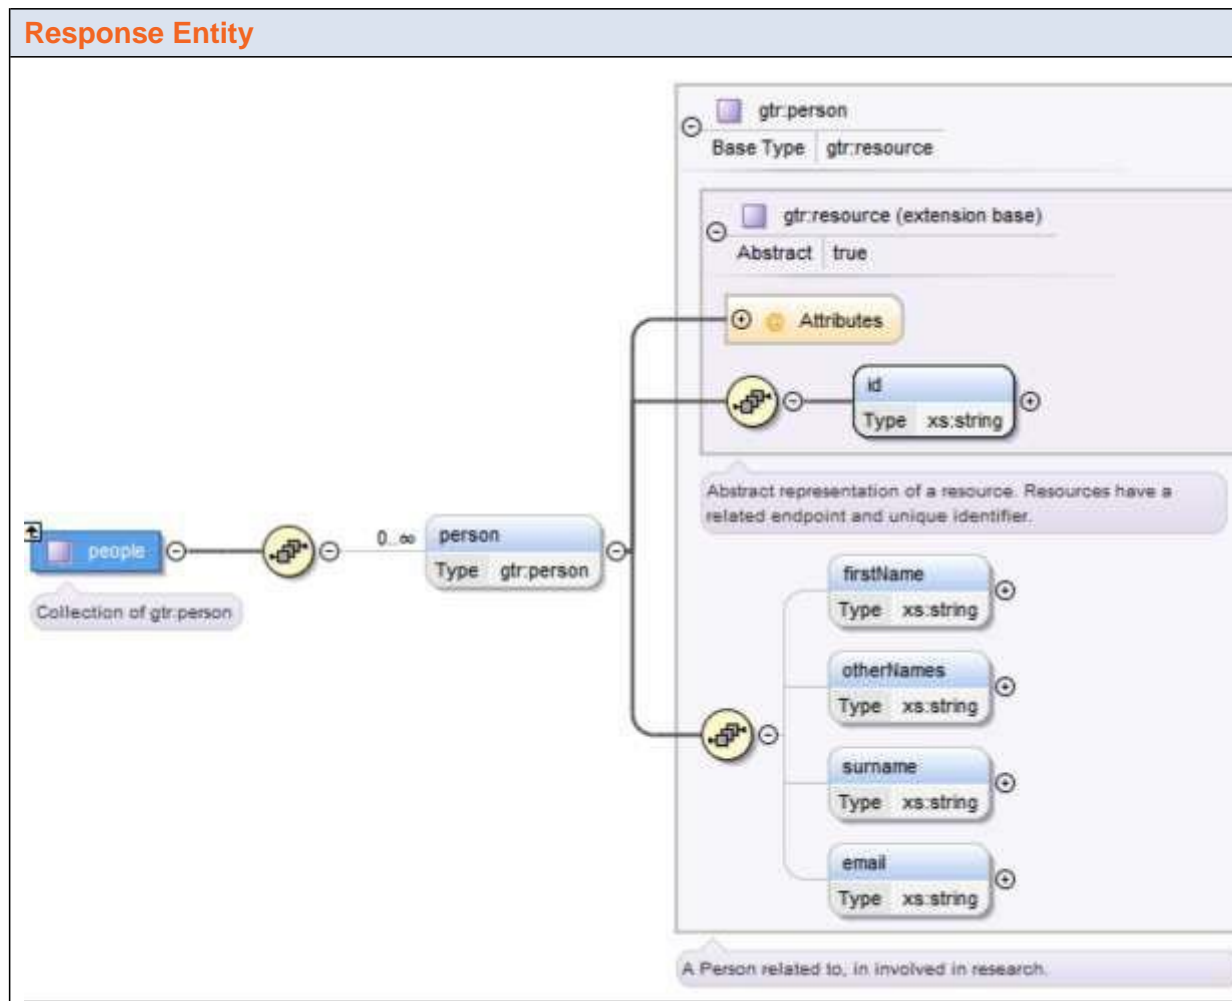 Response Entity
gtr:person
Base Type gtr:resource
gtr:resource (extension base)
Abstract true
Attributes
id
Type xs:string
Abstract representation of a resource. Resources have a
related endpoint and unique identifier.
people
0..∞
person
Type gtr:person
Collection of gtr:person
firstName
Type xs:string
otherNames
Type xs:string
surname
Type xs:string
email
Type xs:string
A Person related to, in involved in research.